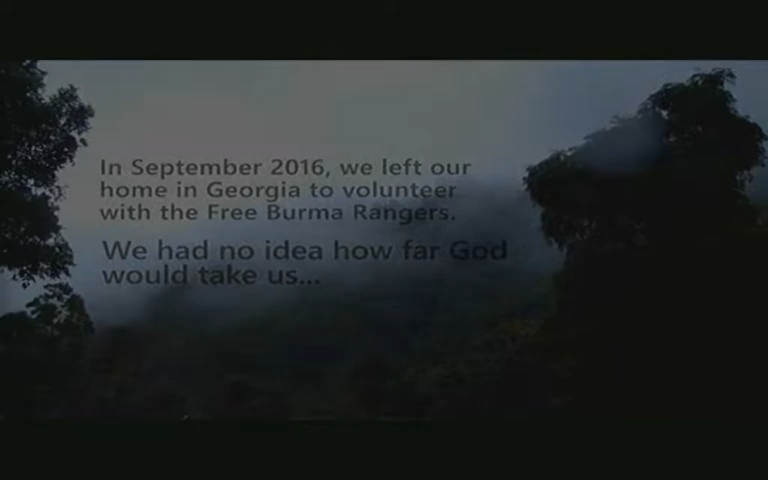 In September 2016, we left our
home in Georgia to volunteer
with the Free Burma Rangers.
We had no idea how far God
would take us...